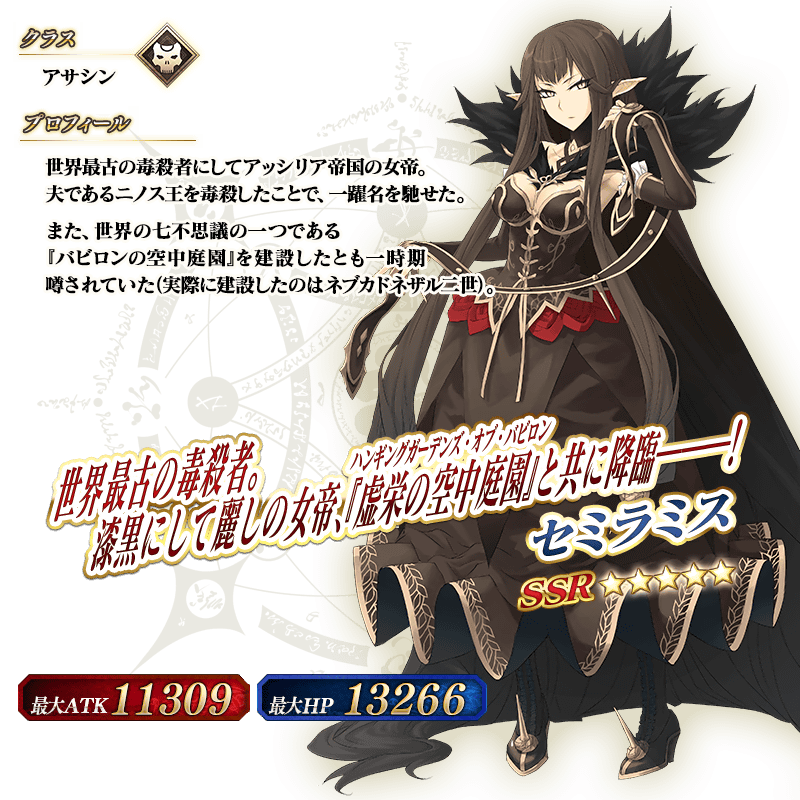 クラス
アサシン
プロフィール
世界最古の毒殺者にしてアッシリア帝国の女帝。
夫であるニノス王を毒殺したことで、一躍名を馳せた。
また、世界の七不思議の一つである
『バビロンの空中庭園』を建設したとも一時期
噂されていた(実際に建設したのはネブカドネザル二世)。
世界最古の毒殺者。
ハンギングガーデンズ・オブ・バビロン
漆黒にして麗しの女帝、『虚栄の空中庭園』と共に降臨――！
セミラミス
SSR ★★★★★
最大ATK 11309
最大HP 13266